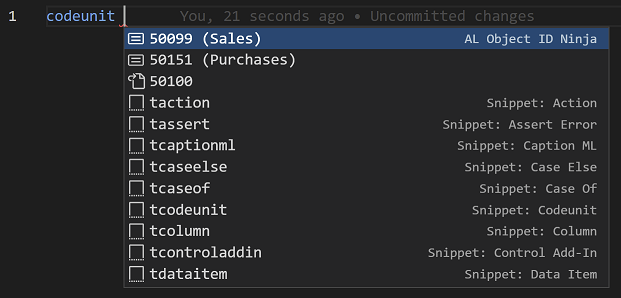 1 codeunit You, 21 seconds ago • Uncommitted changes
50099 (Sales) AL Object ID Ninja
50151 (Purchases)
50100
taction Snippet: Action
tassert Snippet: Assert Error
tcaptionml Snippet: Caption ML
tcaseelse Snippet: Case Else
tcaseof Snippet: Case Of
tcodeunit Snippet: Codeunit
tcolumn Snippet: Column
tcontroladdin Snippet: Control Add-In
tdataitem Snippet: Data Item